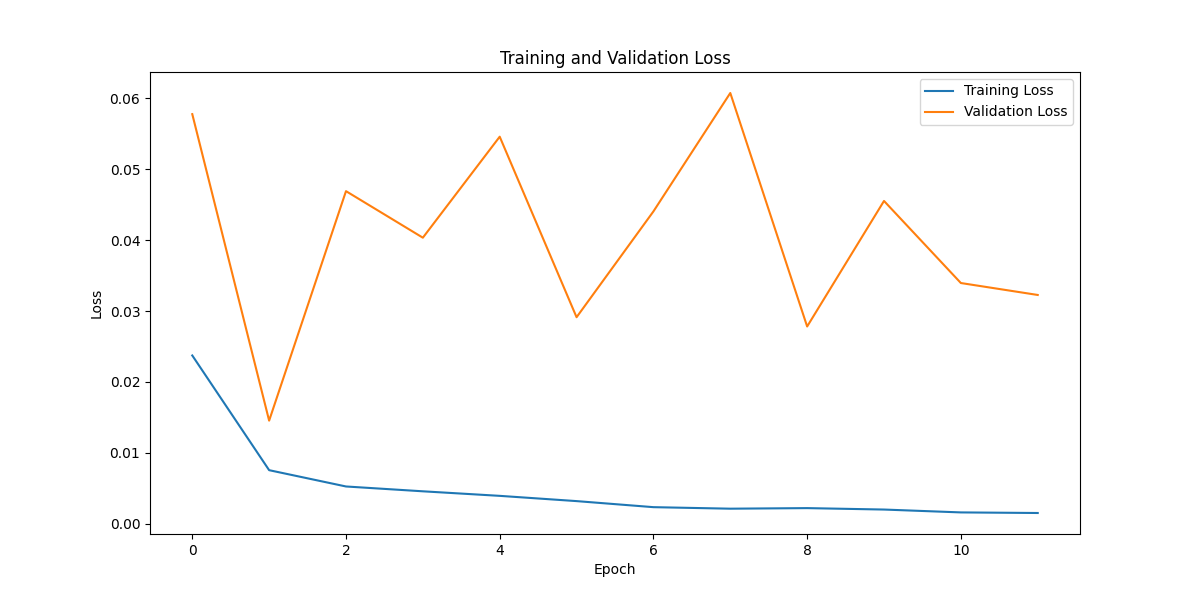 Training and Validation Loss
Training Loss
Validation Loss
0.06
0.05
0.04
0.03
0.02
0.01
0.00
Loss
0 2 4 6 8 10
Epoch